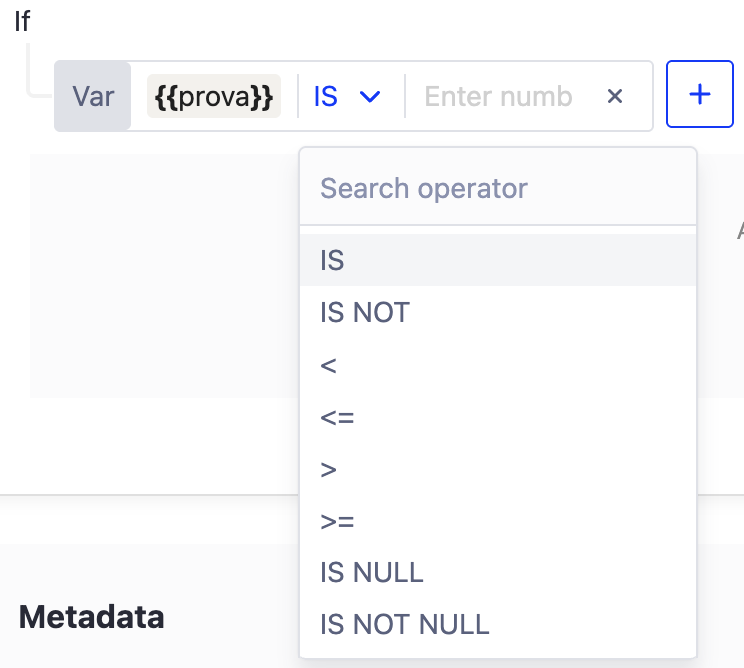 If
Var {{prova}} IS Enter numb × +
Search operator
A
IS
IS NOT
<
<=
>
>=
IS NULL
IS NOT NULL
Metadata